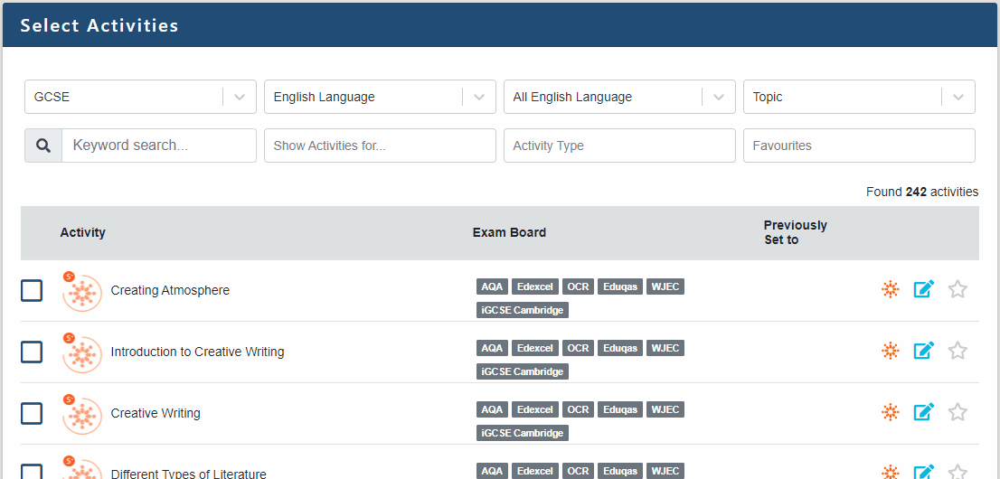 Select Activities
GCSE
English Language
All English Language
Topic
Keyword search...
Show Activities for...
Activity Type
Favourites
Found 242 activities
Activity
Exam Board
Previously
Set to
S+
Creating Atmosphere
AQA Edexcel OCR Eduqas WJEC
iGCSE Cambridge
S+
Introduction to Creative Writing
AQA Edexcel OCR Eduqas WJEC
iGCSE Cambridge
S+
Creative Writing
AQA Edexcel OCR Eduqas WJEC
iGCSE Cambridge
S+
Different Types of Literature
AQA Edexcel OCR Eduqas WJEC